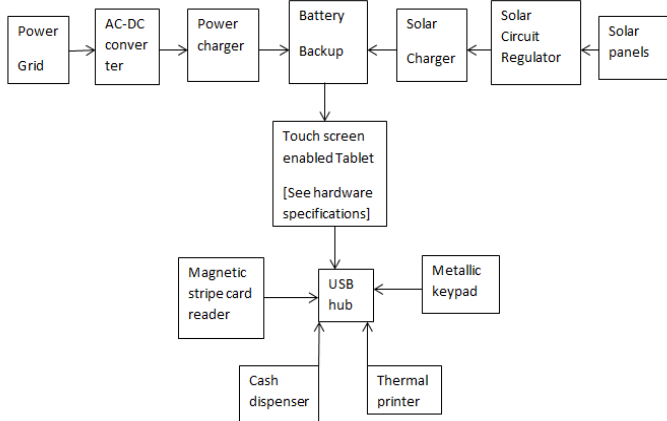 Power
Grid
AC-DC
conver
ter
Power
charger
Battery
Backup
Solar
Charger
Solar
Circuit
Regulator
Solar
panels
Touch screen
enabled Tablet
[See hardware
specifications]
Magnetic
stripe card
reader
USB
hub
Metallic
keypad
Cash
dispenser
Thermal
printer